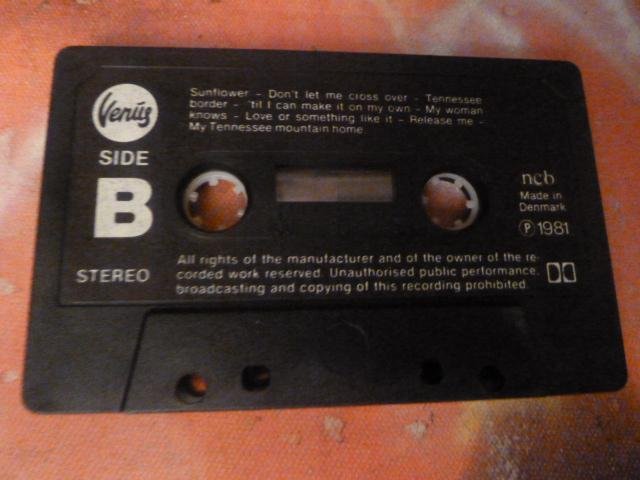 Venus
SIDE
B
STEREO
Sunflower - Don't let me cross over - Tennessee
border - 'til I can make it on my own - My woman
knows - Love or something like it - Release me -
My Tennessee mountain home.
ncb
Made in
Denmark
Ⓟ 1981
All rights of the manufacturer and of the owner of the re-
corded work reserved. Unauthorised public performance,
broadcasting and copying of this recording prohibited.